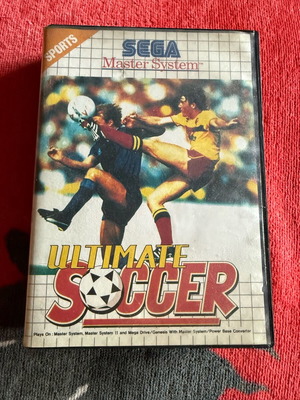 SPORTS
SEGA
Master System™
ULTIMATE
SOCCER
Plays On: Master System, Master System II and Mega Drive/Genesis With Master System/Power Base Converter